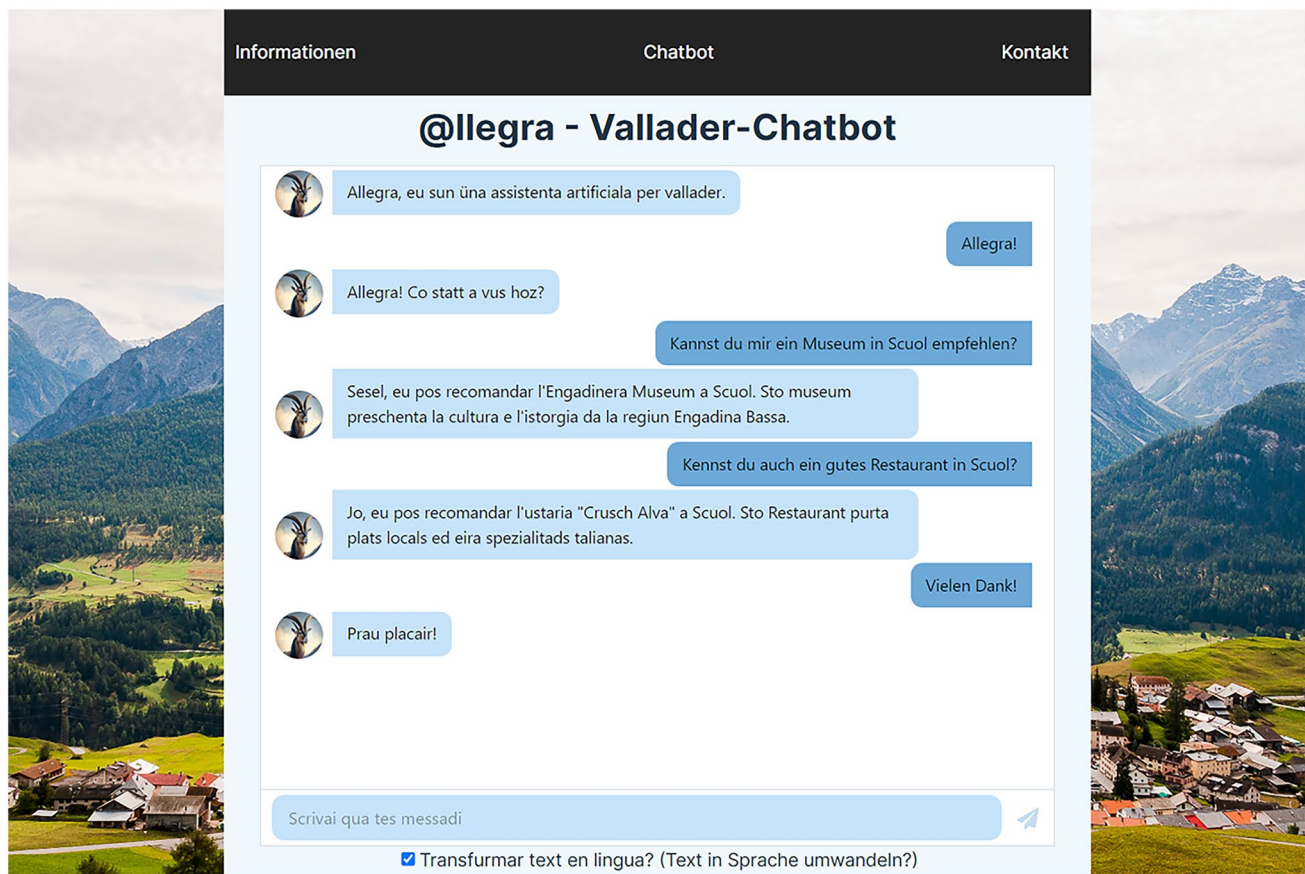 Informationen
Chatbot
Kontakt
@llegra - Vallader-Chatbot
Allegra, eu sun üna assistenta artificiala per vallader.
Allegra!
Allegra! Co statt a vus hoz?
Kannst du mir ein Museum in Scuol empfehlen?
Sesel, eu pos recomandar l'Engadinera Museum a Scuol. Sto museum
preschenta la cultura e l'istorgia da la regiun Engadina Bassa.
Kennst du auch ein gutes Restaurant in Scuol?
Jo, eu pos recomandar l'ustaria "Crusch Alva" a Scuol. Sto Restaurant purta
plats locals ed eira spezialitads talianas.
Vielen Dank!
Prau placair!
Scrivai qua tes messadi
Transfurmar text en lingua? (Text in Sprache umwandeln?)